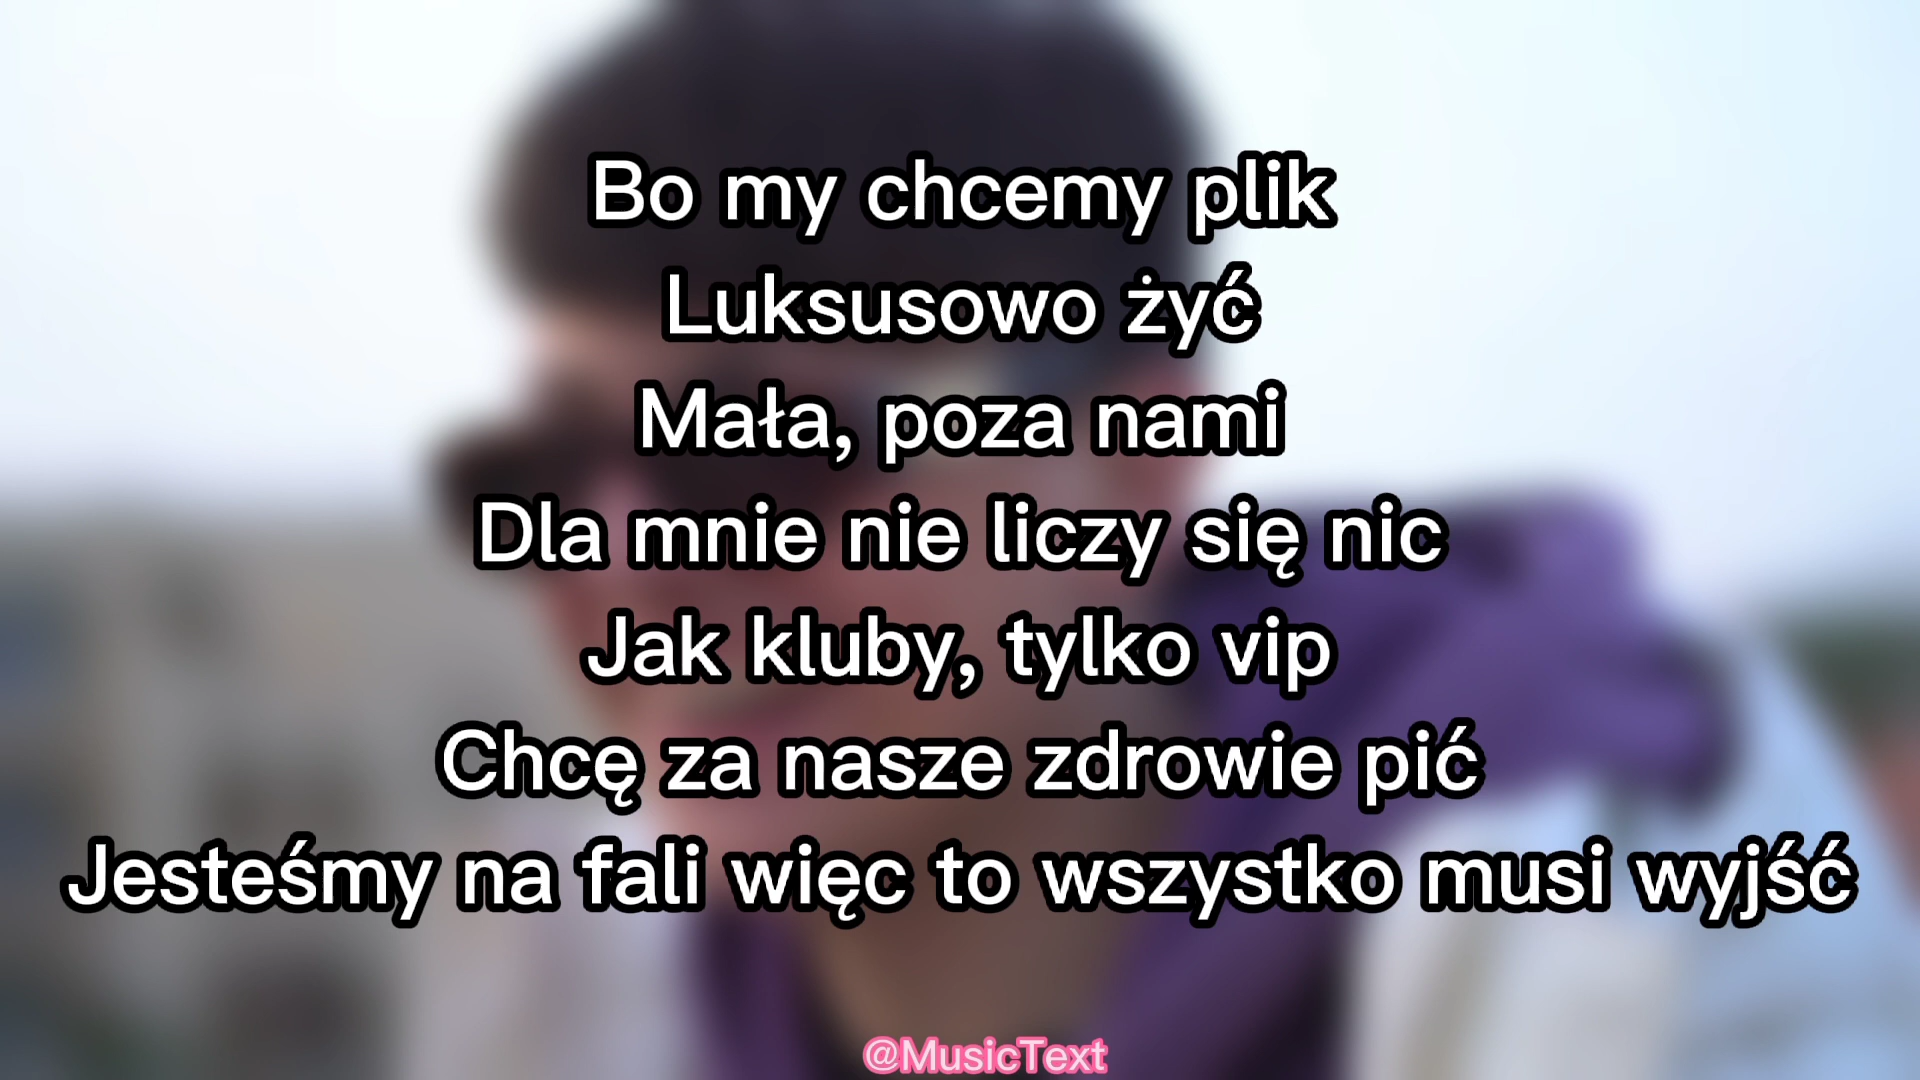 Bo my chcemy plik
Luksusowo żyć
Mała, poza nami
Dla mnie nie liczy się nic
Jak kluby, tylko vip
Chcę za nasze zdrowie pić
Jesteśmy na fali więc to wszystko musi wyjść
@MusicText